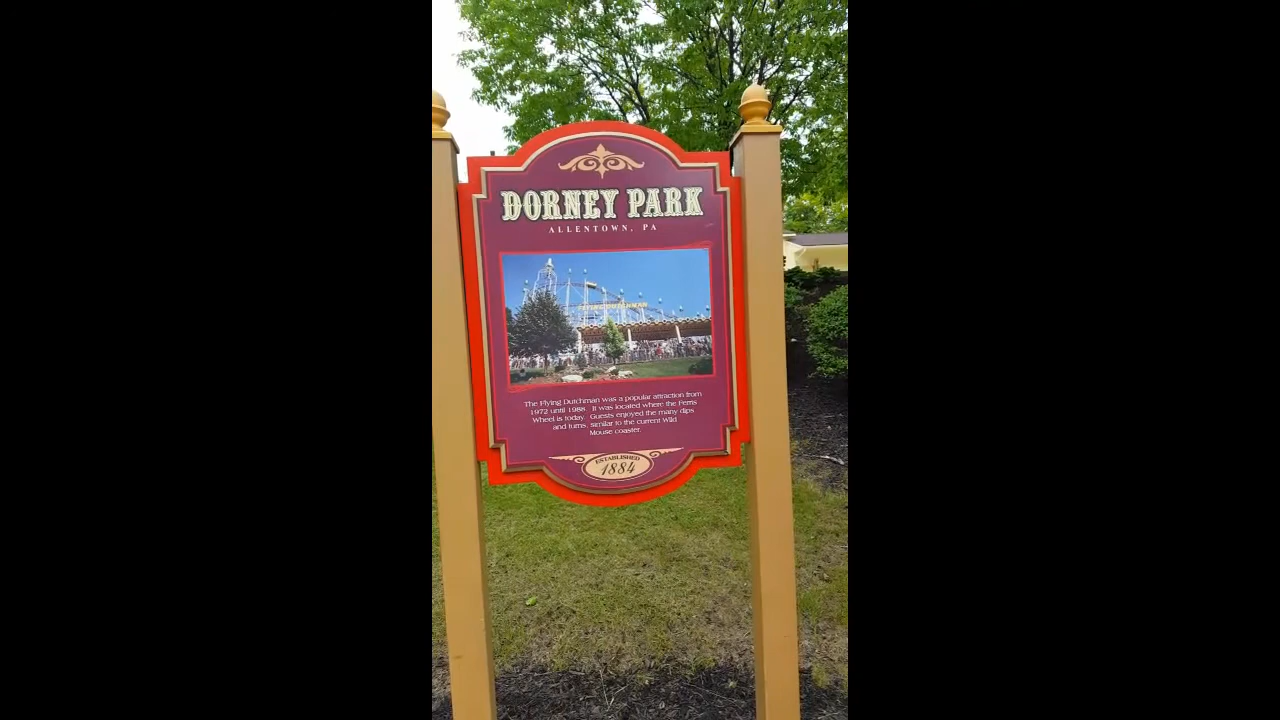 DORNEY PARK
ALLENTOWN, PA
FLYING DUTCHMAN
The Flying Dutchman was a popular attraction from
1972 until 1988. It was located where the Ferris
Wheel is today. Guests enjoyed the many dips
and turns, similar to the current Wild
Mouse coaster.
ESTABLISHED
1884